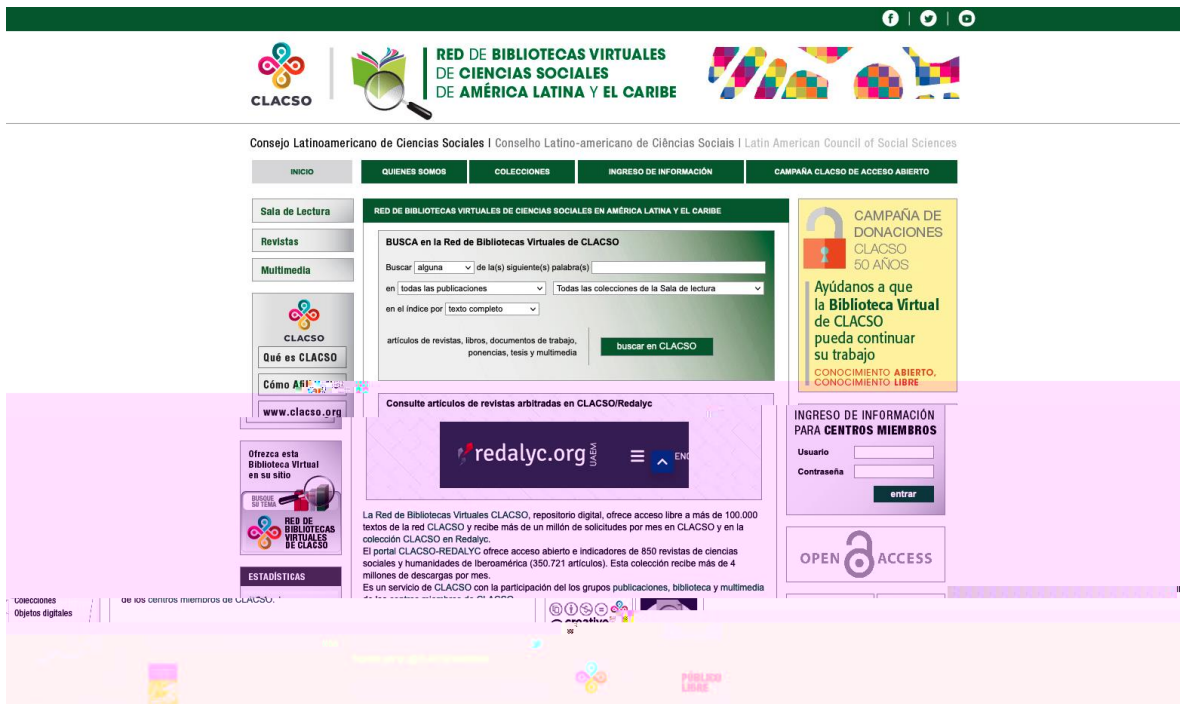 CLACSO
RED DE BIBLIOTECAS VIRTUALES
DE CIENCIAS SOCIALES
DE AMÉRICA LATINA Y EL CARIBE
Consejo Latinoamericano de Ciencias Sociales | Conselho Latino-americano de Ciências Sociais | Latin American Council of Social Sciences
INICIO
QUIENES SOMOS
COLECCIONES
INGRESO DE INFORMACIÓN
CAMPAÑA CLACSO DE ACCESO ABIERTO
Sala de Lectura
Revistas
Multimedia
CLACSO
Qué es CLACSO
Cómo
www.clacso.org
Ofrezca esta
Biblioteca Virtual
en su sitio
BUSQUE
SU TEMA
RED DE
BIBLIOTECAS
VIRTUALES
DE CLACSO
ESTADÍSTICAS
RED DE BIBLIOTECAS VIRTUALES DE CIENCIAS SOCIALES EN AMÉRICA LATINA Y EL CARIBE
BUSCA en la Red de Bibliotecas Virtuales de CLACSO
Buscar alguna de la(s) siguiente(s) palabra(s)
en todas las publicaciones Todas las colecciones de la Sala de lectura
en el índice por texto completo
artículos de revistas, libros, documentos de trabajo,
ponencias, tesis y multimedia
buscar en CLACSO
Consulte artículos de revistas arbitradas en CLACSO/Redalyc
redalyc.org UAEM ENG
La Red de Bibliotecas Virtuales CLACSO, repositorio digital, ofrece acceso libre a más de 100.000
textos de la red CLACSO y recibe más de un millón de solicitudes por mes en CLACSO y en la
colección CLACSO en Redalyc.
El portal CLACSO-REDALYC ofrece acceso abierto e indicadores de 850 revistas de ciencias
sociales y humanidades de Iberoamérica (350.721 artículos). Esta colección recibe más de 4
millones de descargas por mes.
Es un servicio de CLACSO con la participación del los grupos publicaciones, biblioteca y multimedia
CAMPAÑA DE
DONACIONES
CLACSO
50 AÑOS
Ayúdanos a que
la Biblioteca Virtual
de CLACSO
pueda continuar
su trabajo
CONOCIMIENTO ABIERTO,
CONOCIMIENTO LIBRE
INGRESO DE INFORMACIÓN
PARA CENTROS MIEMBROS
Usuario
Contraseña
entrar
OPEN ACCESS
Colecciones
Objetos digitales
de los centros miembros de CLACSO.
creative
PÚBLICO
LIBRE